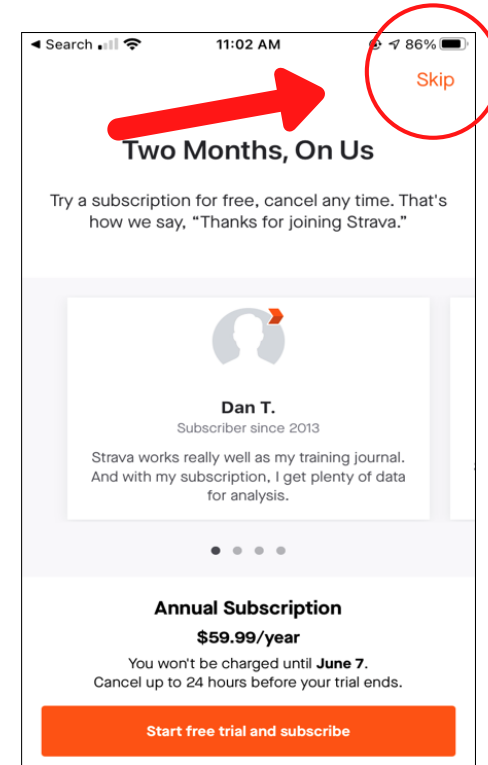 ◄ Search
11:02 AM
86%
Skip
Two Months, On Us
Try a subscription for free, cancel any time. That's
how we say, “Thanks for joining Strava.”
Dan T.
Subscriber since 2013
Strava works really well as my training journal.
And with my subscription, I get plenty of data
for analysis.
Annual Subscription
$59.99/year
You won't be charged until June 7.
Cancel up to 24 hours before your trial ends.
Start free trial and subscribe